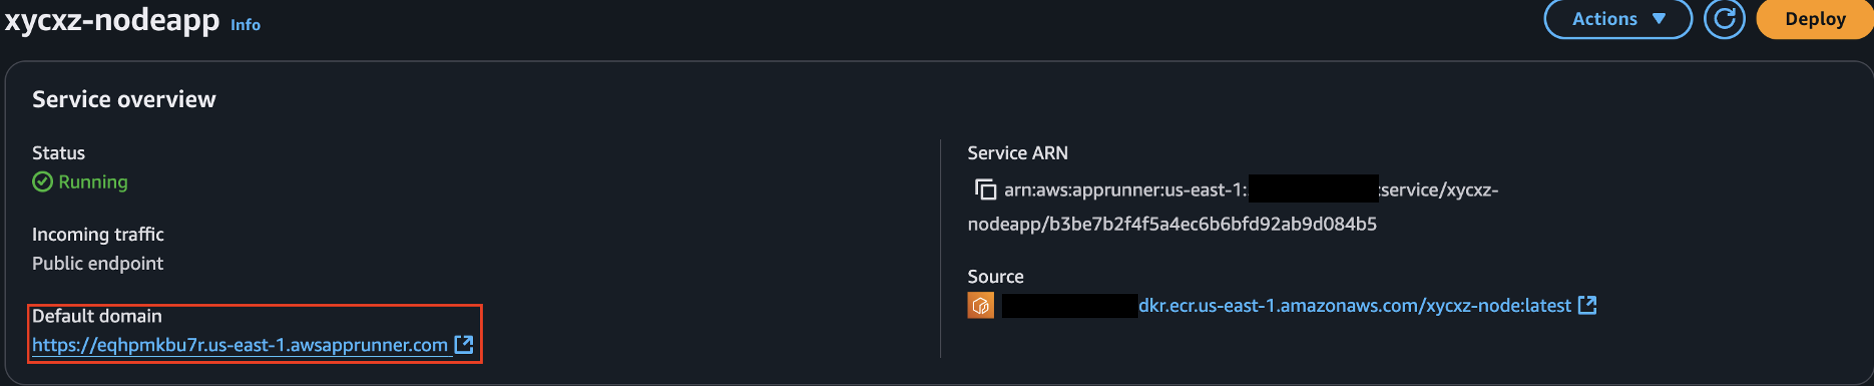 xycxz-nodeapp Info
Actions
Deploy
Service overview
Status
Running
Incoming traffic
Public endpoint
Default domain
https://eqhpmkbu7r.us-east-1.awsapprunner.com
Service ARN
arn:aws:apprunner:us-east-1: :service/xycxz-
nodeapp/b3be7b2f4f5a4ec6b6bfd92ab9d084b5
Source
dkr.ecr.us-east-1.amazonaws.com/xycxz-node:latest